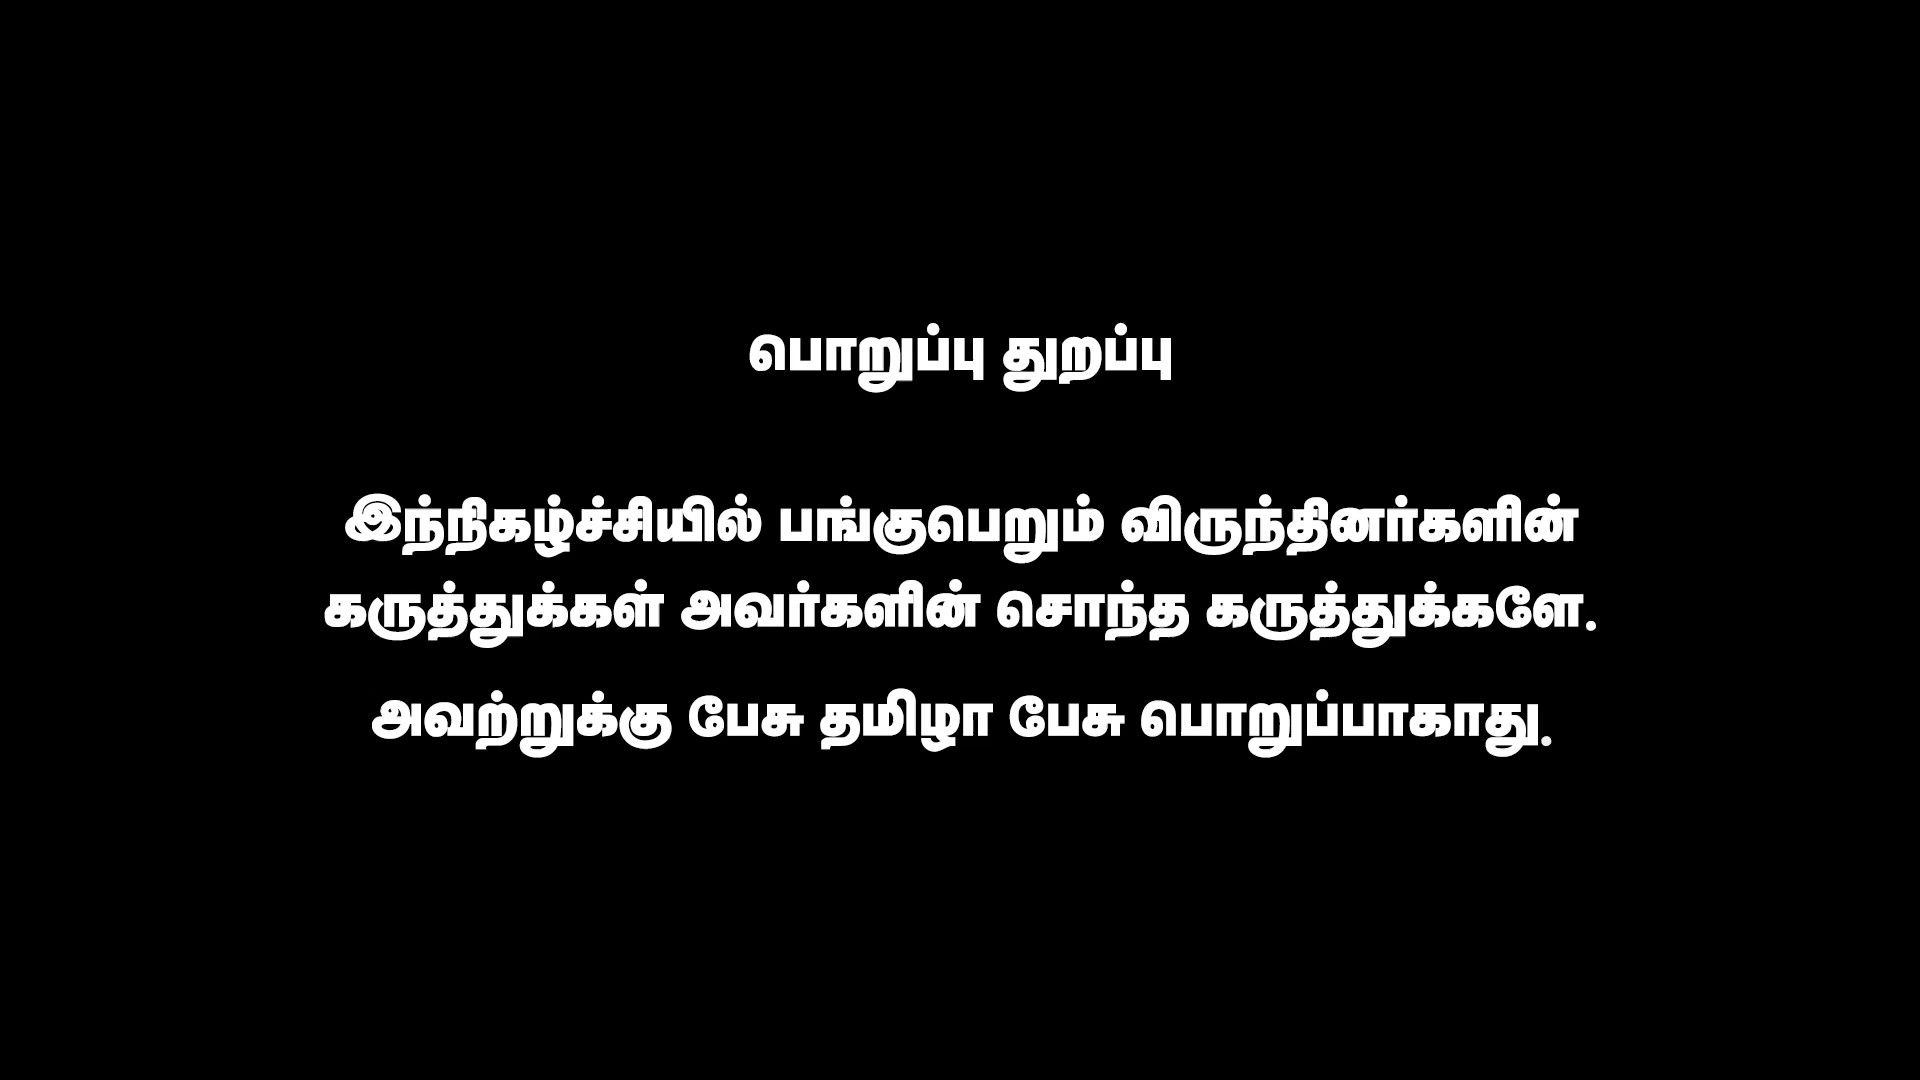 பொறுப்பு துறப்பு
இந்நிகழ்ச்சியில் பங்குபெறும் விருந்தினர்களின்
கருத்துக்கள் அவர்களின் சொந்த கருத்துக்களே.
அவற்றுக்கு பேசு தமிழா பேசு பொறுப்பாகாது.